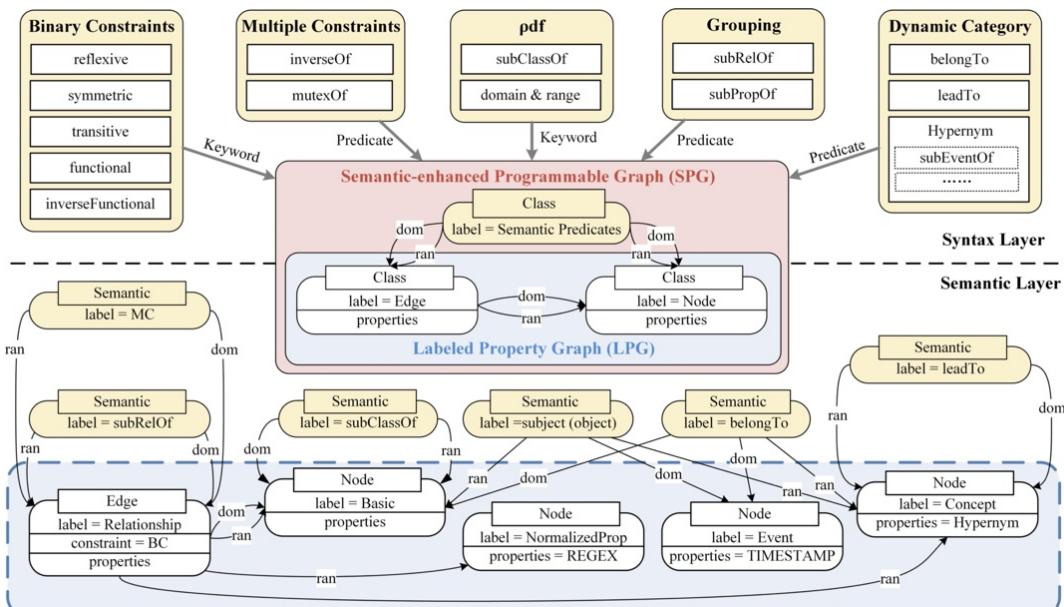 Binary Constraints
reflexive
symmetric
transitive
functional
inverseFunctional
Multiple Constraints
inverseOf
mutexOf
ρdf
subClassOf
domain & range
Grouping
subRelOf
subPropOf
Dynamic Category
belongTo
leadTo
Hypernym
subEventOf
......
Keyword
Predicate
Keyword
Predicate
Predicate
Semantic-enhanced Programmable Graph (SPG)
Class
label = Semantic Predicates
dom
ran
dom
ran
Syntax Layer
Semantic Layer
Class
label = Edge
properties
dom
ran
Class
label = Node
properties
Labeled Property Graph (LPG)
Semantic
label = MC
ran
dom
Semantic
label = leadTo
ran
dom
Semantic
label = subRelOf
ran
dom
Semantic
label = subClassOf
dom
ran
Semantic
label =subject (object)
ran
dom
ran
Semantic
label = belongTo
dom
dom
ran
Edge
label = Relationship
constraint = BC
properties
dom
ran
Node
label = Basic
properties
Node
label = NormalizedProp
properties = REGEX
Node
label = Event
properties = TIMESTAMP
Node
label = Concept
properties = Hypernym
ran
ran